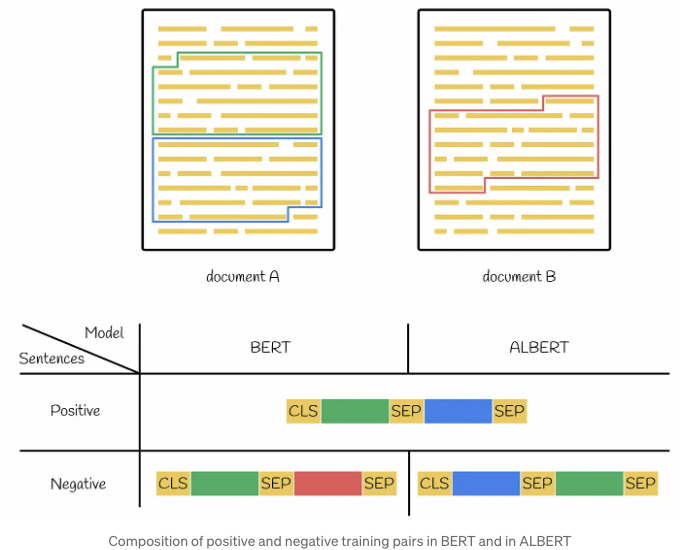 document A
document B
Model
Sentences
BERT
ALBERT
Positive
CLS SEP SEP
Negative
CLS SEP SEP
CLS SEP SEP
Composition of positive and negative training pairs in BERT and in ALBERT